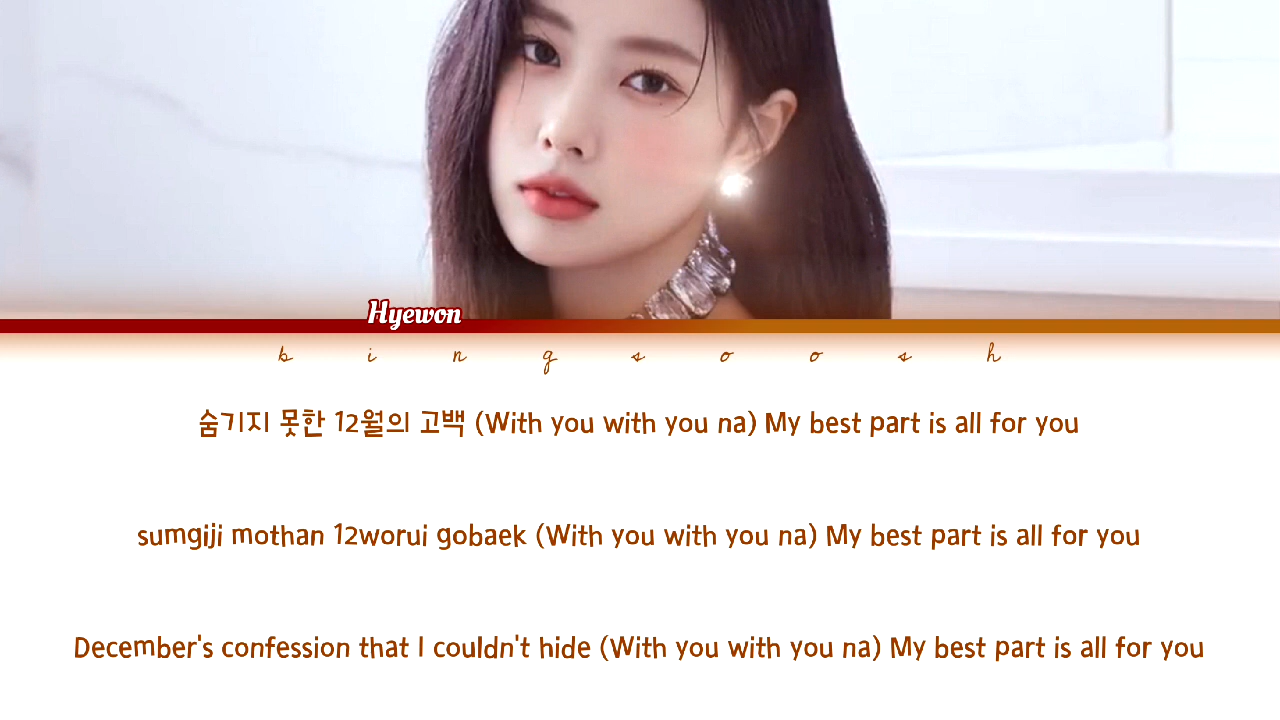 Hyewon
b i n g s o o s h
숨기지 못한 12월의 고백 (With you with you na) My best part is all for you
sumgiji mothan 12worui gobaek (With you with you na) My best part is all for you
December's confession that I couldn't hide (With you with you na) My best part is all for you